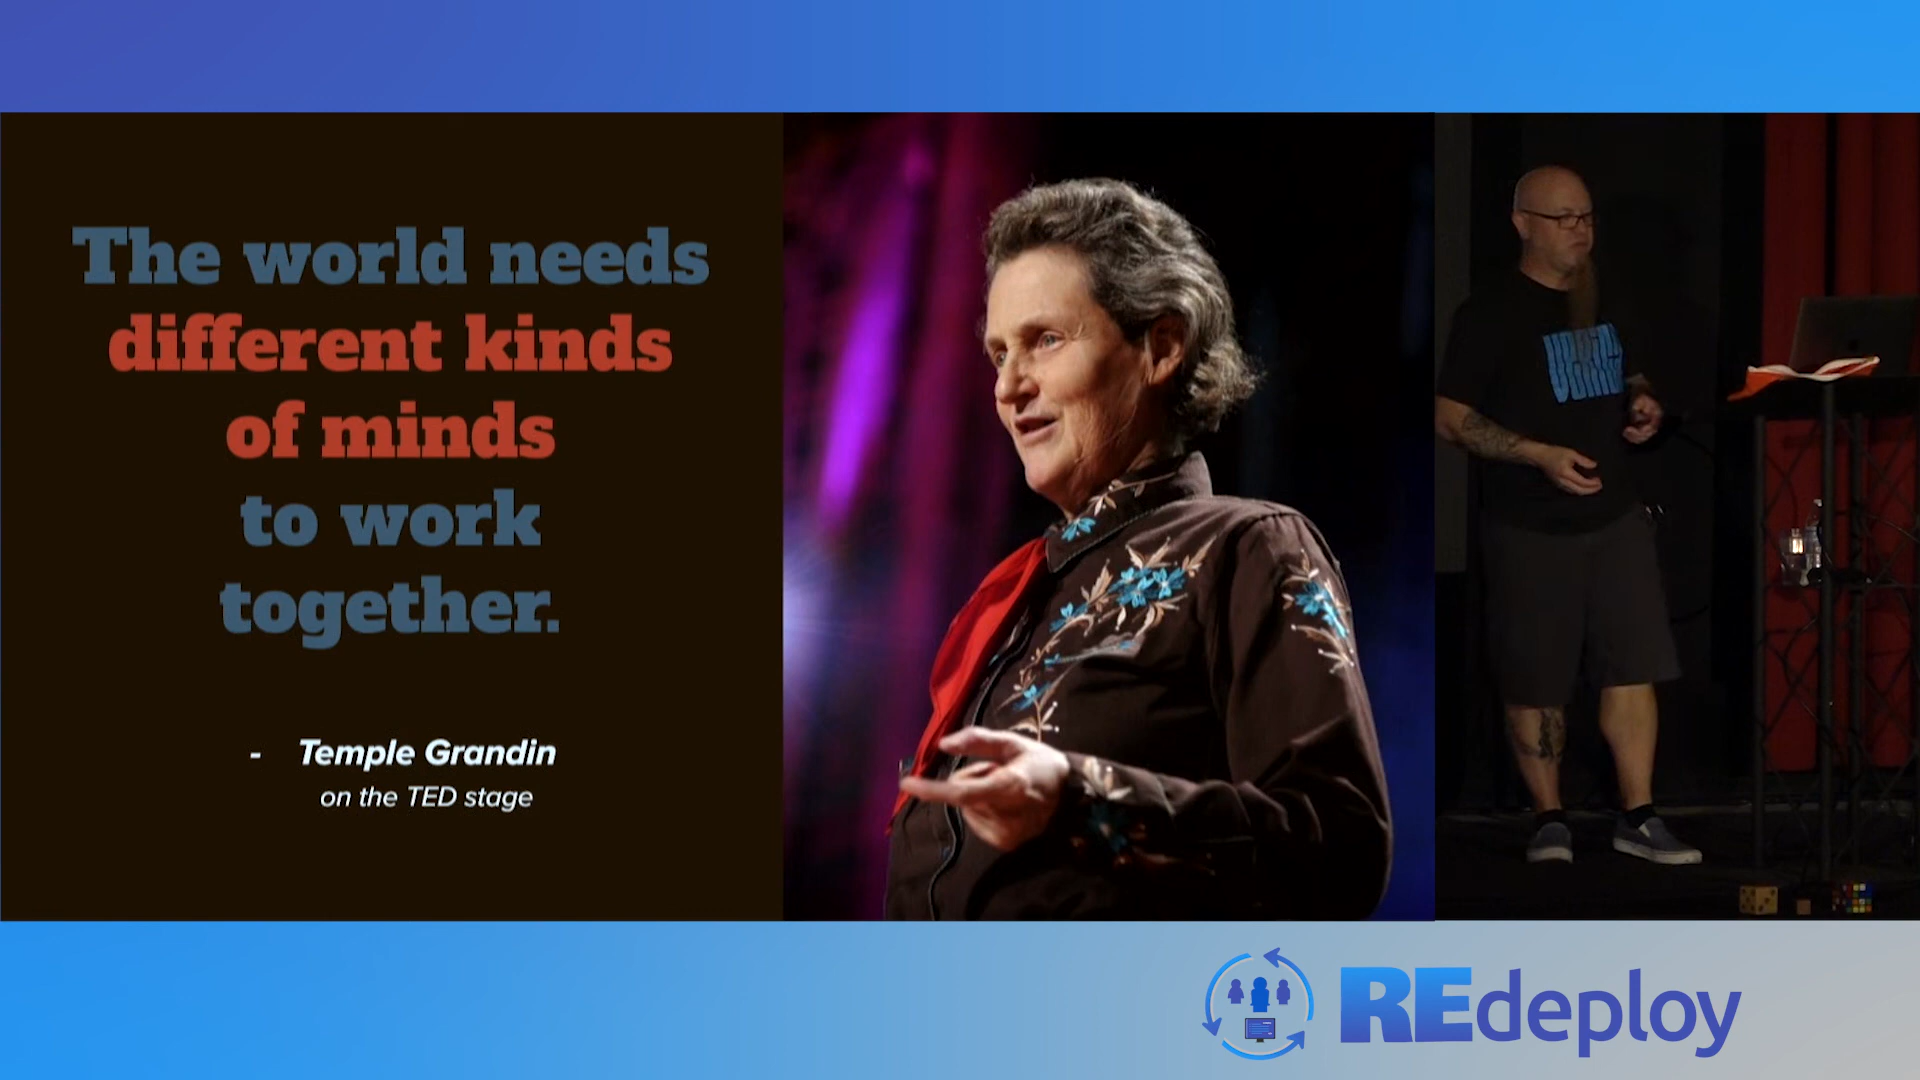 The world needs
different kinds
of minds
to work
together.
- Temple Grandin
on the TED stage
REdeploy